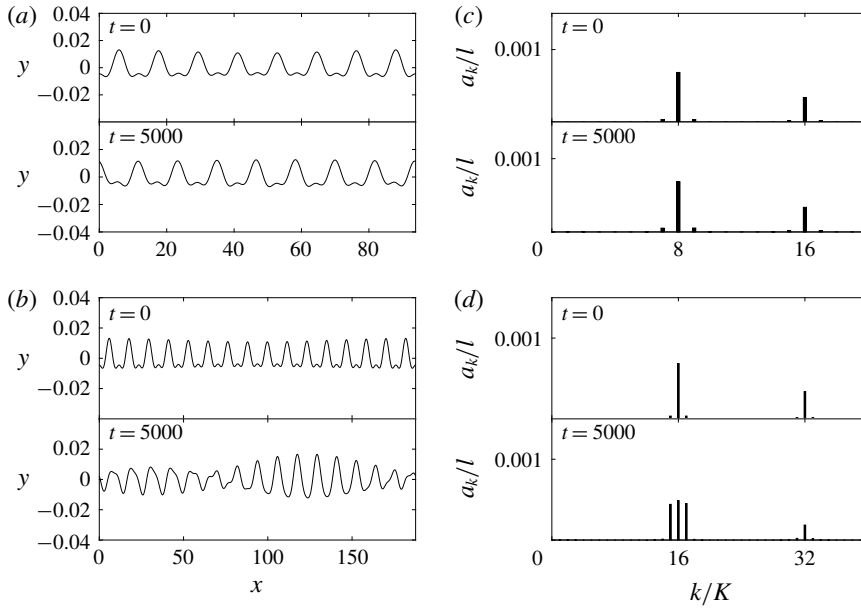 (a)
t = 0
0.04
0.02
y
0
−0.02
t = 5000
0.02
y
0
−0.02
−0.04
0 20 40 60 80
(c)
t = 0
0.001
a_k/l
t = 5000
0.001
a_k/l
0 8 16
(b)
t = 0
0.04
0.02
y
0
−0.02
t = 5000
0.02
y
0
−0.02
−0.04
0 50 100 150
x
(d)
t = 0
0.001
a_k/l
t = 5000
0.001
a_k/l
0 16 32
k/K